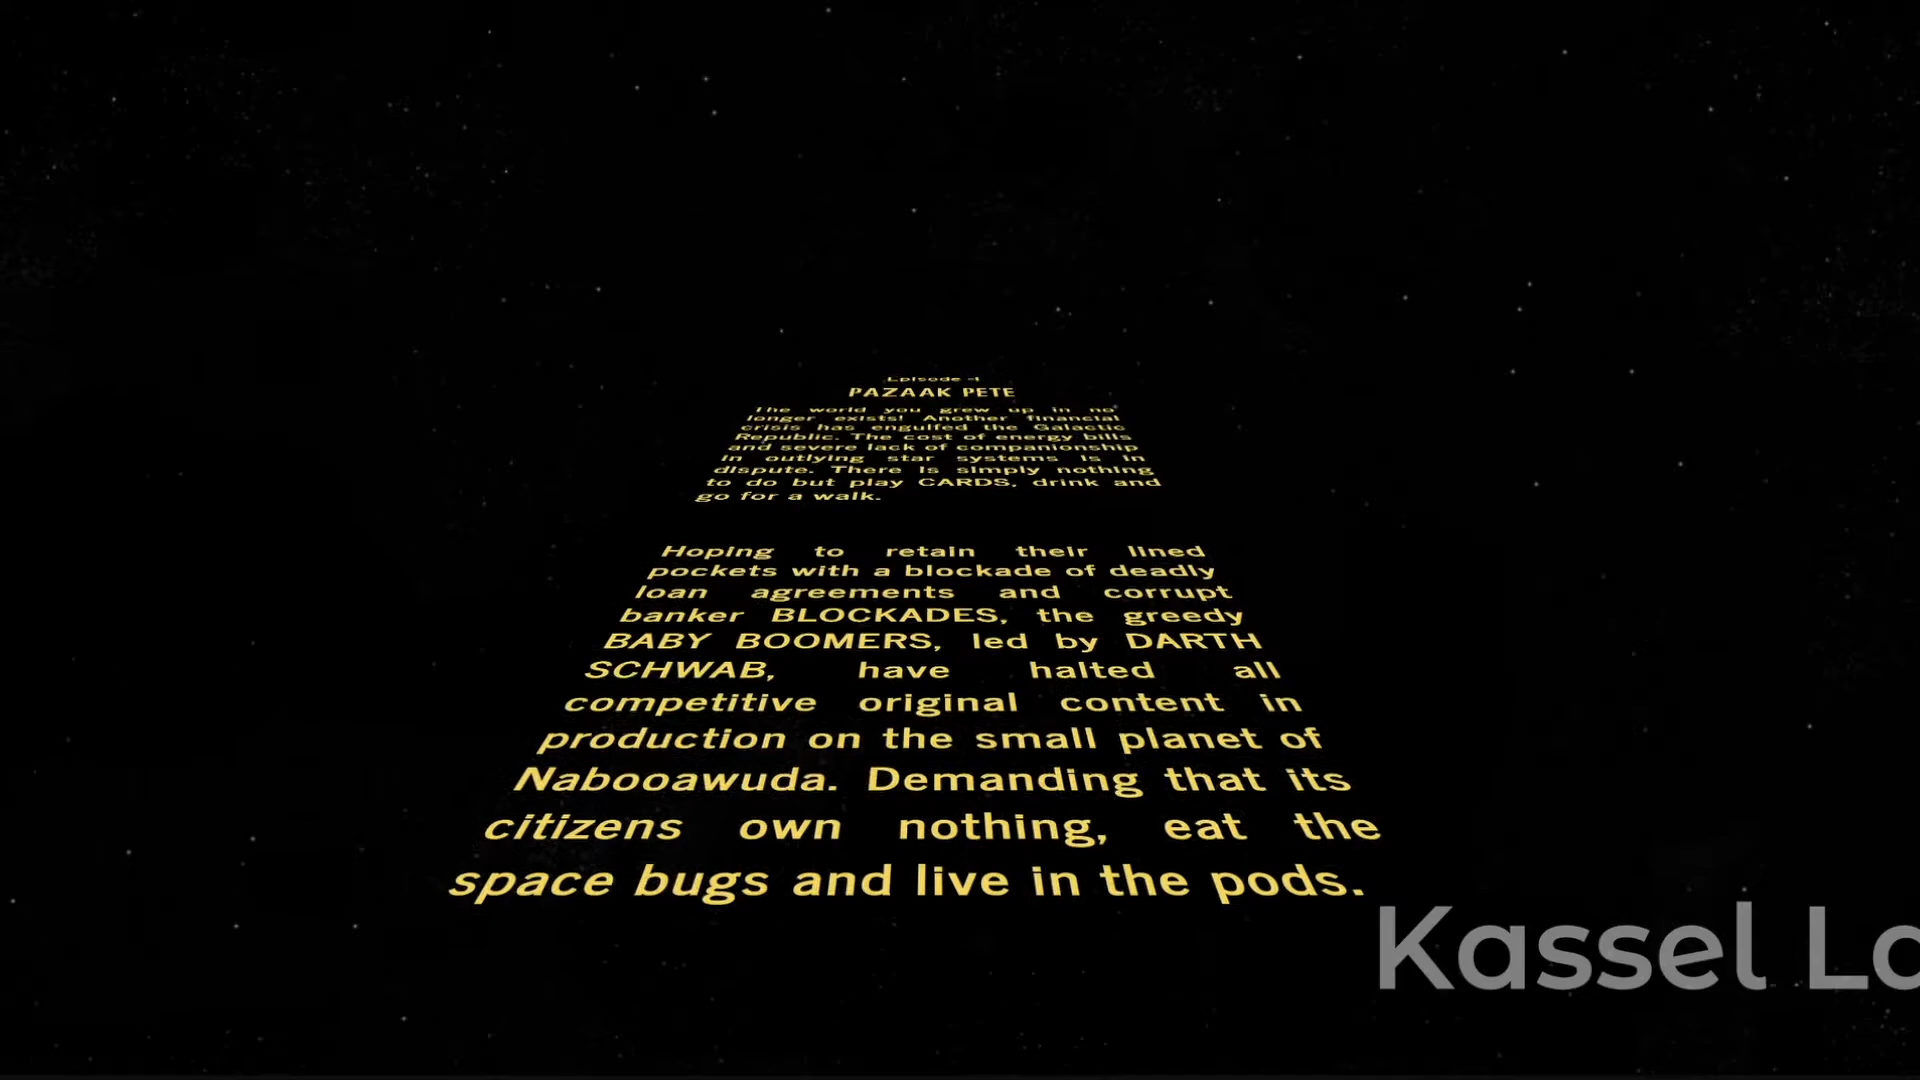 Episode -1
PAZAAK PETE
The world you grew up in no
longer exists! Another financial
crisis has engulfed the Galactic
Republic. The cost of energy bills
and severe lack of companionship
in outlying star systems is in
dispute. There is simply nothing
to do but play CARDS, drink and
go for a walk.
Hoping to retain their lined
pockets with a blockade of deadly
loan agreements and corrupt
banker BLOCKADES, the greedy
BABY BOOMERS, led by DARTH
SCHWAB, have halted all
competitive original content in
production on the small planet of
Nabooawuda. Demanding that its
citizens own nothing, eat the
space bugs and live in the pods.
Kassel La